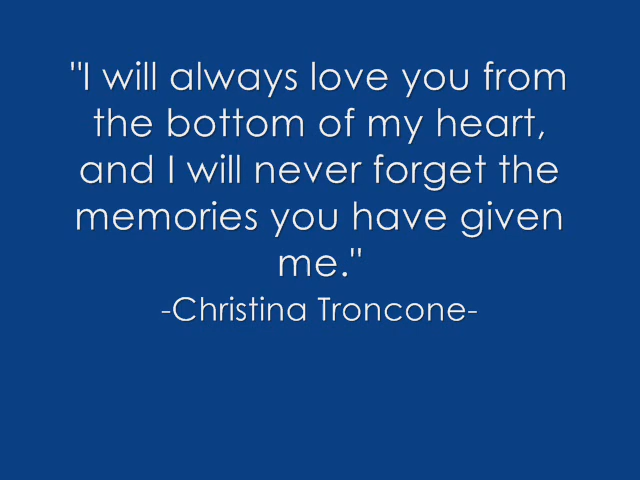 "I will always love you from
the bottom of my heart,
and I will never forget the
memories you have given
me."
-Christina Troncone-